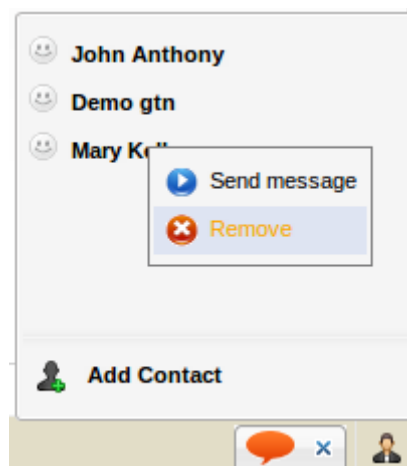 John Anthony
Demo gtn
Mary
Send message
Remove
Add Contact